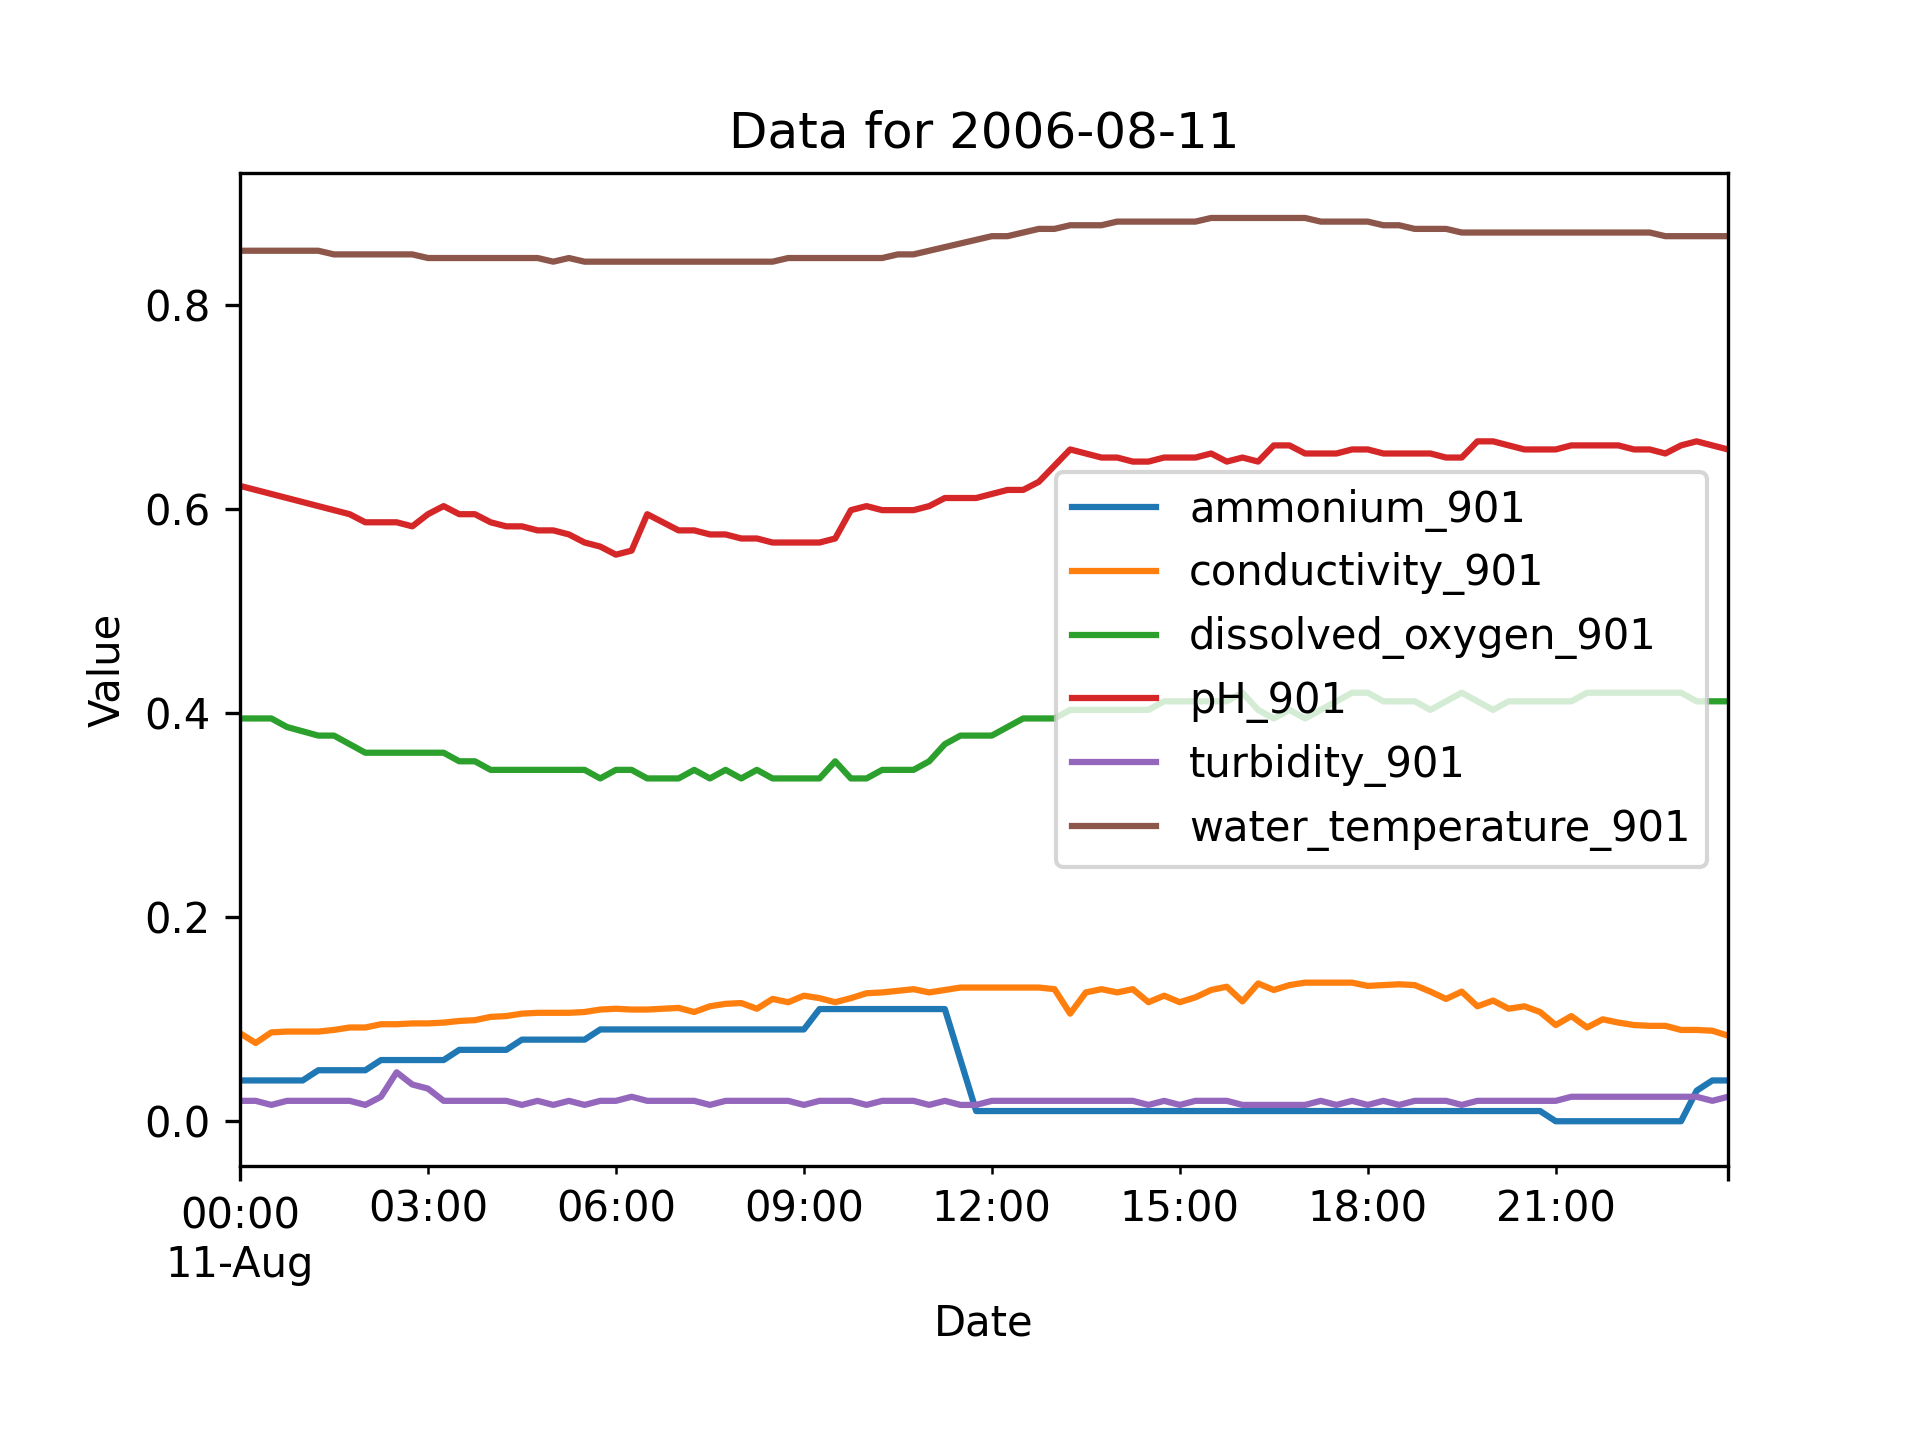 Data for 2006-08-11
Value
0.8
0.6
0.4
0.2
0.0
ammonium_901
conductivity_901
dissolved_oxygen_901
pH_901
turbidity_901
water_temperature_901
00:00 03:00 06:00 09:00 12:00 15:00 18:00 21:00
11-Aug
Date